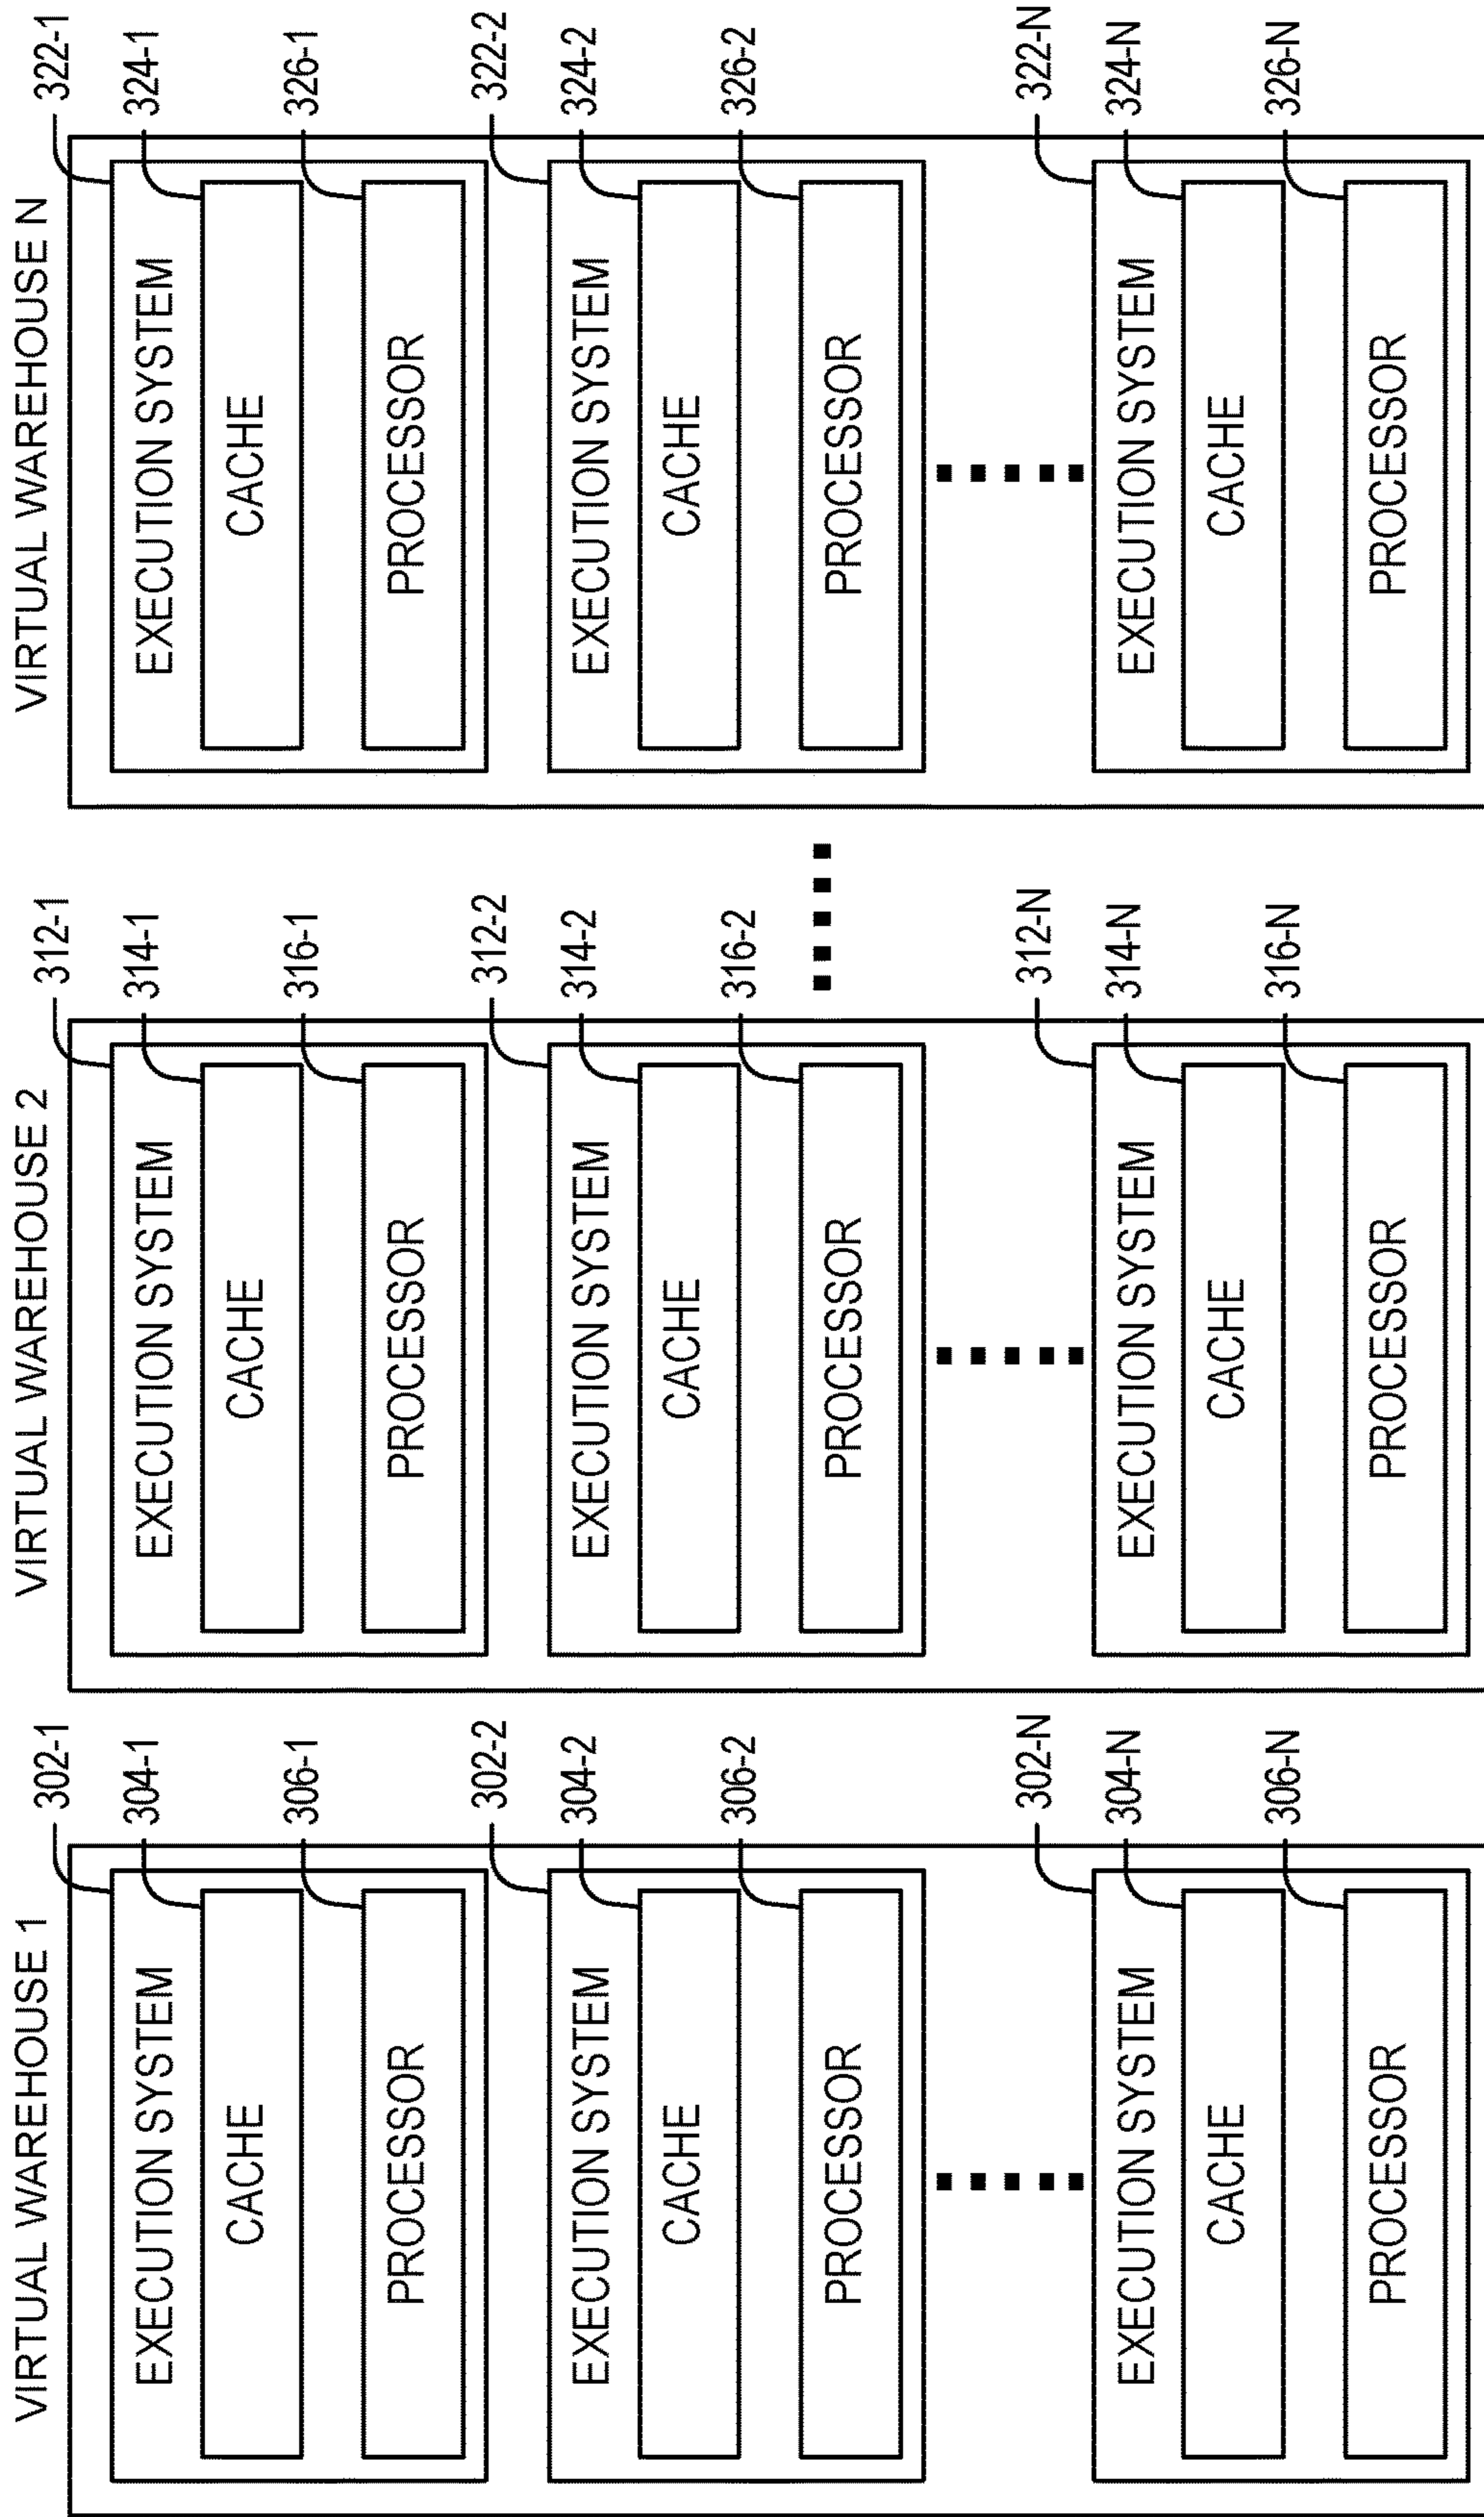 VIRTUAL WAREHOUSE 1
302-1
EXECUTION SYSTEM
304-1
CACHE
306-1
PROCESSOR
302-2
EXECUTION SYSTEM
304-2
CACHE
306-2
PROCESSOR
302-N
EXECUTION SYSTEM
304-N
CACHE
306-N
PROCESSOR
VIRTUAL WAREHOUSE 2
312-1
EXECUTION SYSTEM
314-1
CACHE
316-1
PROCESSOR
312-2
EXECUTION SYSTEM
314-2
CACHE
316-2
PROCESSOR
312-N
EXECUTION SYSTEM
314-N
CACHE
316-N
PROCESSOR
VIRTUAL WAREHOUSE N
322-1
EXECUTION SYSTEM
324-1
CACHE
326-1
PROCESSOR
322-2
EXECUTION SYSTEM
324-2
CACHE
326-2
PROCESSOR
322-N
EXECUTION SYSTEM
324-N
CACHE
326-N
PROCESSOR